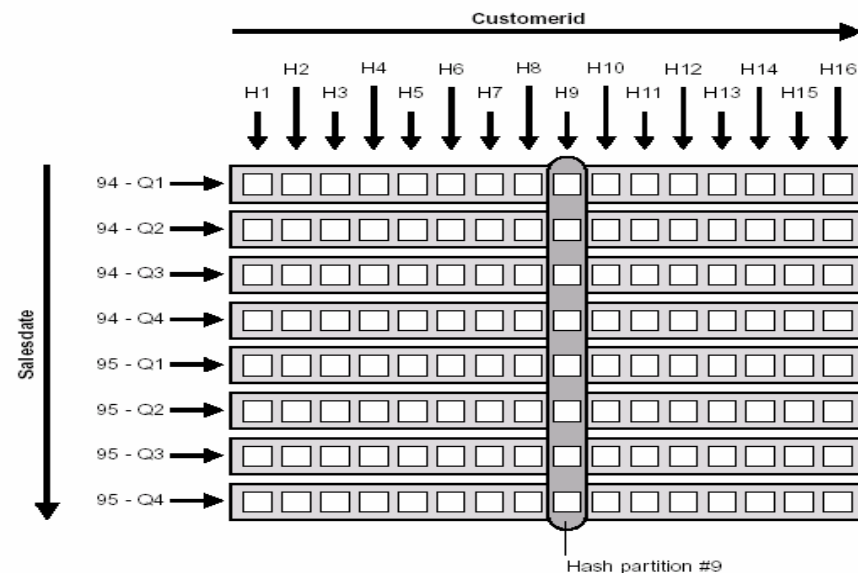 Customerid
H2 H4 H6 H8 H10 H12 H14 H16
H1 H3 H5 H7 H9 H11 H13 H15
Salesdate
94 - Q1
94 - Q2
94 - Q3
94 - Q4
95 - Q1
95 - Q2
95 - Q3
95 - Q4
Hash partition #9